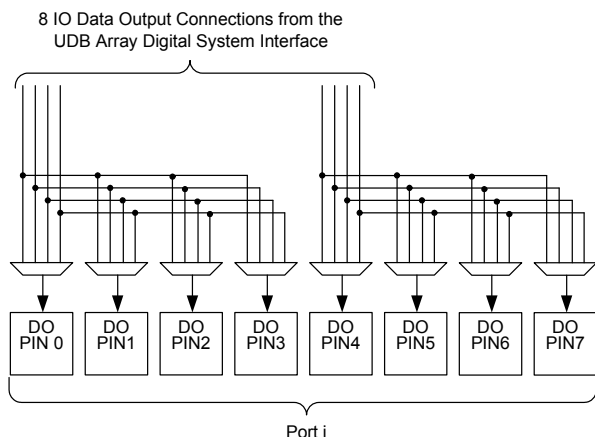 8 IO Data Output Connections from the
UDB Array Digital System Interface
DO
PIN 0
DO
PIN1
DO
PIN2
DO
PIN3
DO
PIN4
DO
PIN5
DO
PIN6
DO
PIN7
Port i